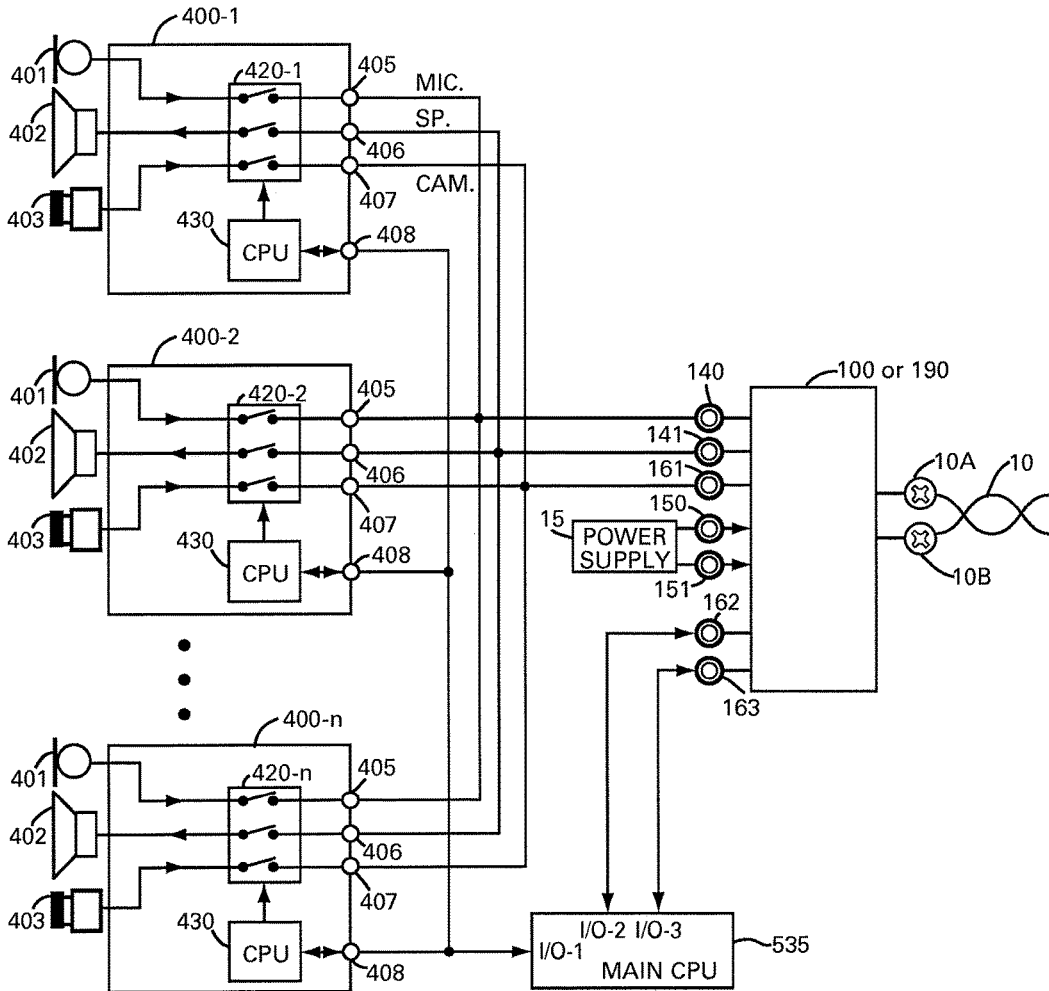 400-1
401
420-1
405
MIC.
402
SP.
406
403
407
CAM.
430
408
CPU
400-2
401
420-2
405
402
406
403
407
430
408
CPU
140
100 or 190
141
161
10A
10
150
15
POWER
SUPPLY
151
10B
162
163
400-n
401
420-n
405
402
406
403
407
430
408
CPU
I/O-2 I/O-3
I/O-1
535
MAIN CPU